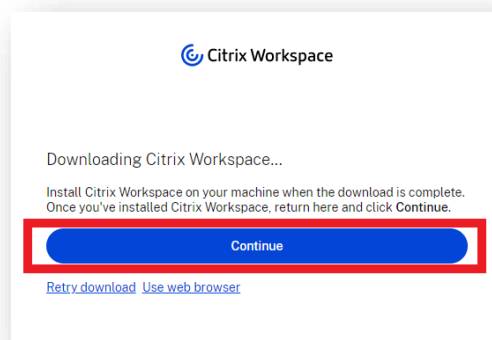 Citrix Workspace
Downloading Citrix Workspace...
Install Citrix Workspace on your machine when the download is complete.
Once you've installed Citrix Workspace, return here and click Continue.
Continue
Retry download Use web browser